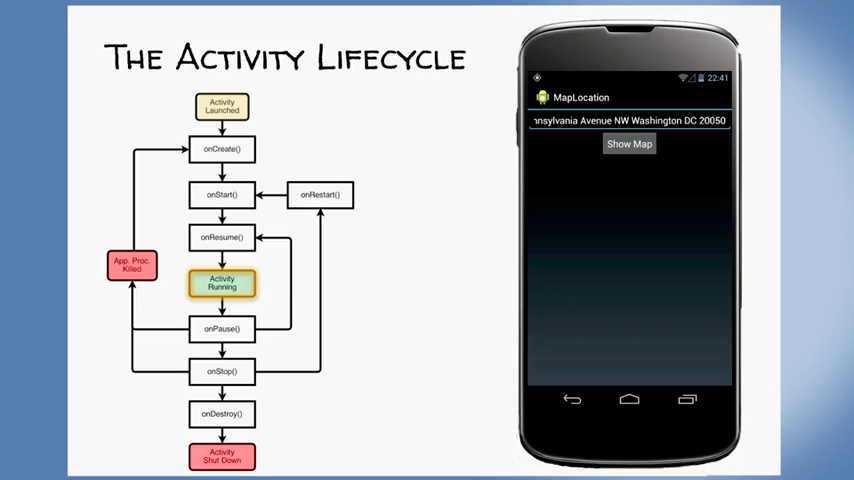 The Activity Lifecycle
Activity
Launched
onCreate()
onStart()
onRestart()
onResume()
App. Proc.
Killed
Activity
Running
onPause()
onStop()
onDestroy()
Activity
Shut Down
22:41
MapLocation
nnsylvania Avenue NW Washington DC 20050
Show Map